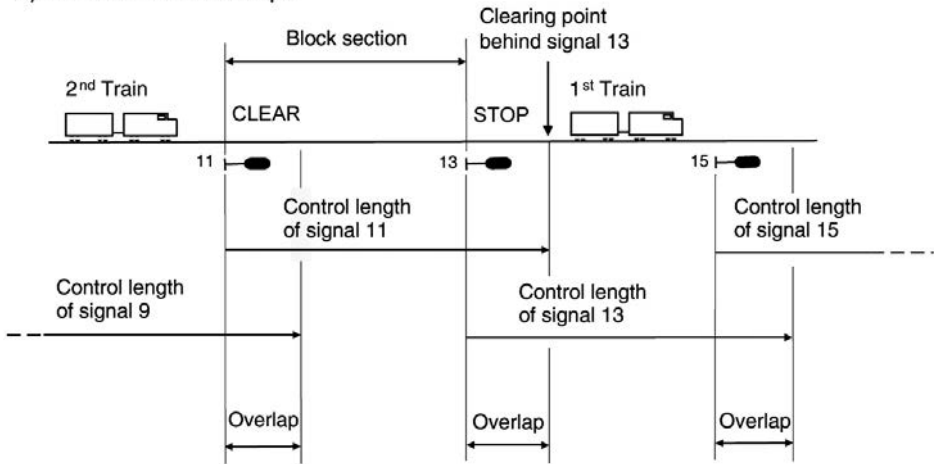 Block section
Clearing point
behind signal 13
2nd Train
1st Train
CLEAR
STOP
11
13
15
Control length
of signal 11
Control length
of signal 15
Control length
of signal 9
Control length
of signal 13
Overlap
Overlap
Overlap